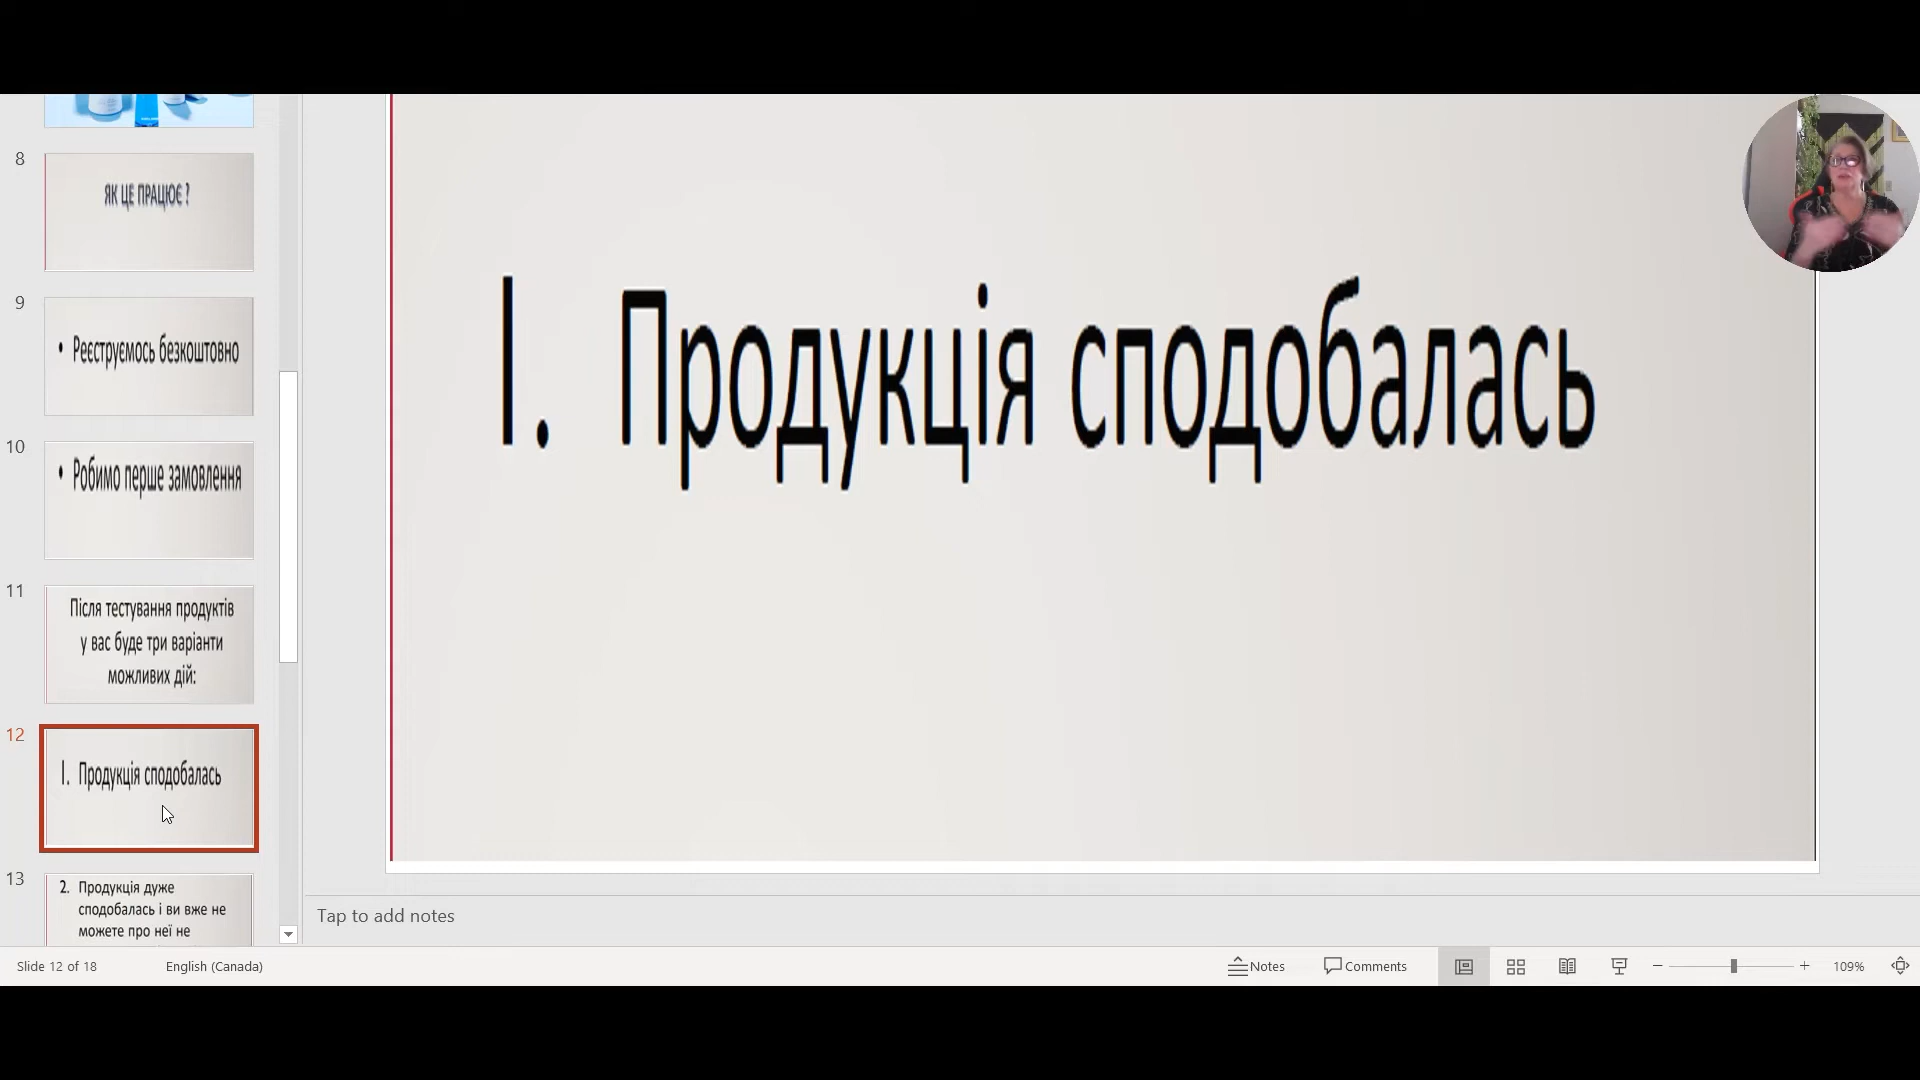 8
ЯК ЦЕ ПРАЦЮЄ ?
9
• Реєструємось безкоштовно
10
• Робимо перше замовлення
11
Після тестування продуктів
у вас буде три варіанти
можливих дій:
12
I. Продукція сподобалась
13
2. Продукція дуже
сподобалась і ви вже не
можете про неї не
I. Продукція сподобалась
Tap to add notes
Slide 12 of 18
English (Canada)
Notes
Comments
109%